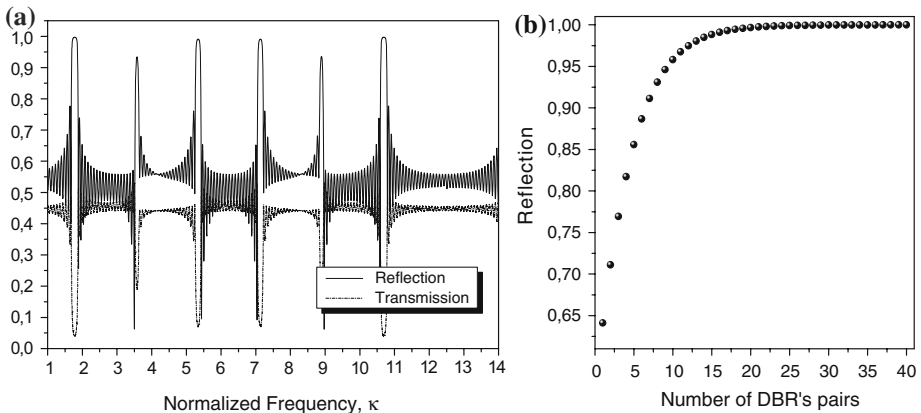 (a)
1,0
0,9
0,8
0,7
0,6
0,5
0,4
0,3
0,2
0,1
0,0
1 2 3 4 5 6 7 8 9 10 11 12 13 14
Normalized Frequency, κ
Reflection
Transmission
(b)
Reflection
1,00
0,95
0,90
0,85
0,80
0,75
0,70
0,65
0 5 10 15 20 25 30 35 40
Number of DBR's pairs